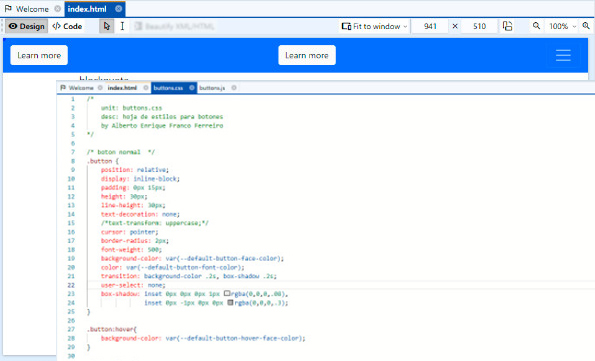 Welcome index.html
Design Code Beautify XML/HTML Fit to window 941 × 510 100%
Learn more Learn more
Welcome index.html buttons.css buttons.js
1 /*
2 unit: buttons.css
3 desc: hoja de estilos para botones
4 by Alberto Enrique Franco Ferreiro
5 */
6
7 /* boton normal */
8 .button {
9 position: relative;
10 display: inline-block;
11 padding: 0px 15px;
12 height: 30px;
13 line-height: 30px;
14 text-decoration: none;
15 /*text-transform: uppercase;*/
16 cursor: pointer;
17 border-radius: 2px;
18 font-weight: 500;
19 background-color: var(--default-button-face-color);
20 color: var(--default-button-font-color);
21 transition: background-color .2s, box-shadow .2s;
22 user-select: none;
23 box-shadow: inset 0px 0px 0px 1px rgba(0,0,0,.08),
24 inset 0px -1px 0px 0px rgba(0,0,0,.3);
25 }
26
27 .button:hover{
28 background-color: var(--default-button-hover-face-color);
29 }
30